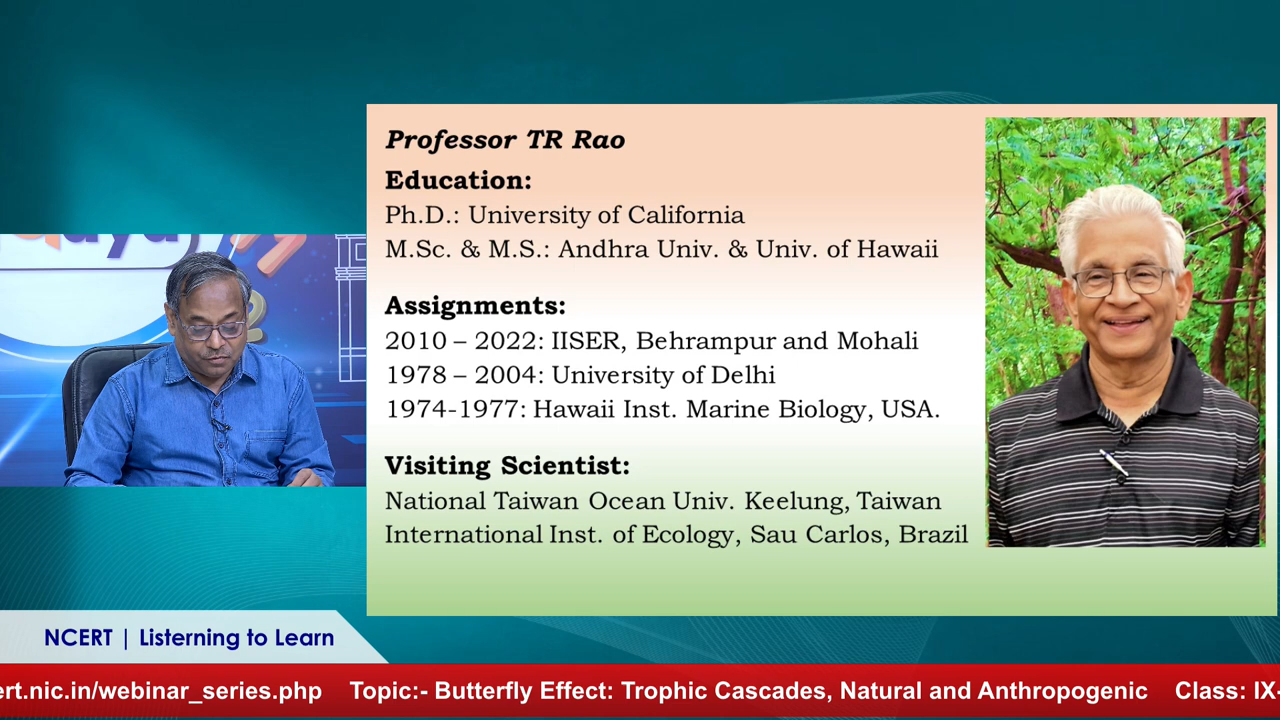 Professor TR Rao
Education:
Ph.D.: University of California
M.Sc. & M.S.: Andhra Univ. & Univ. of Hawaii
Assignments:
2010 – 2022: IISER, Behrampur and Mohali
1978 – 2004: University of Delhi
1974-1977: Hawaii Inst. Marine Biology, USA.
Visiting Scientist:
National Taiwan Ocean Univ. Keelung, Taiwan
International Inst. of Ecology, Sau Carlos, Brazil
NCERT | Listerning to Learn
ert.nic.in/webinar_series.php Topic:- Butterfly Effect: Trophic Cascades, Natural and Anthropogenic Class: IX-